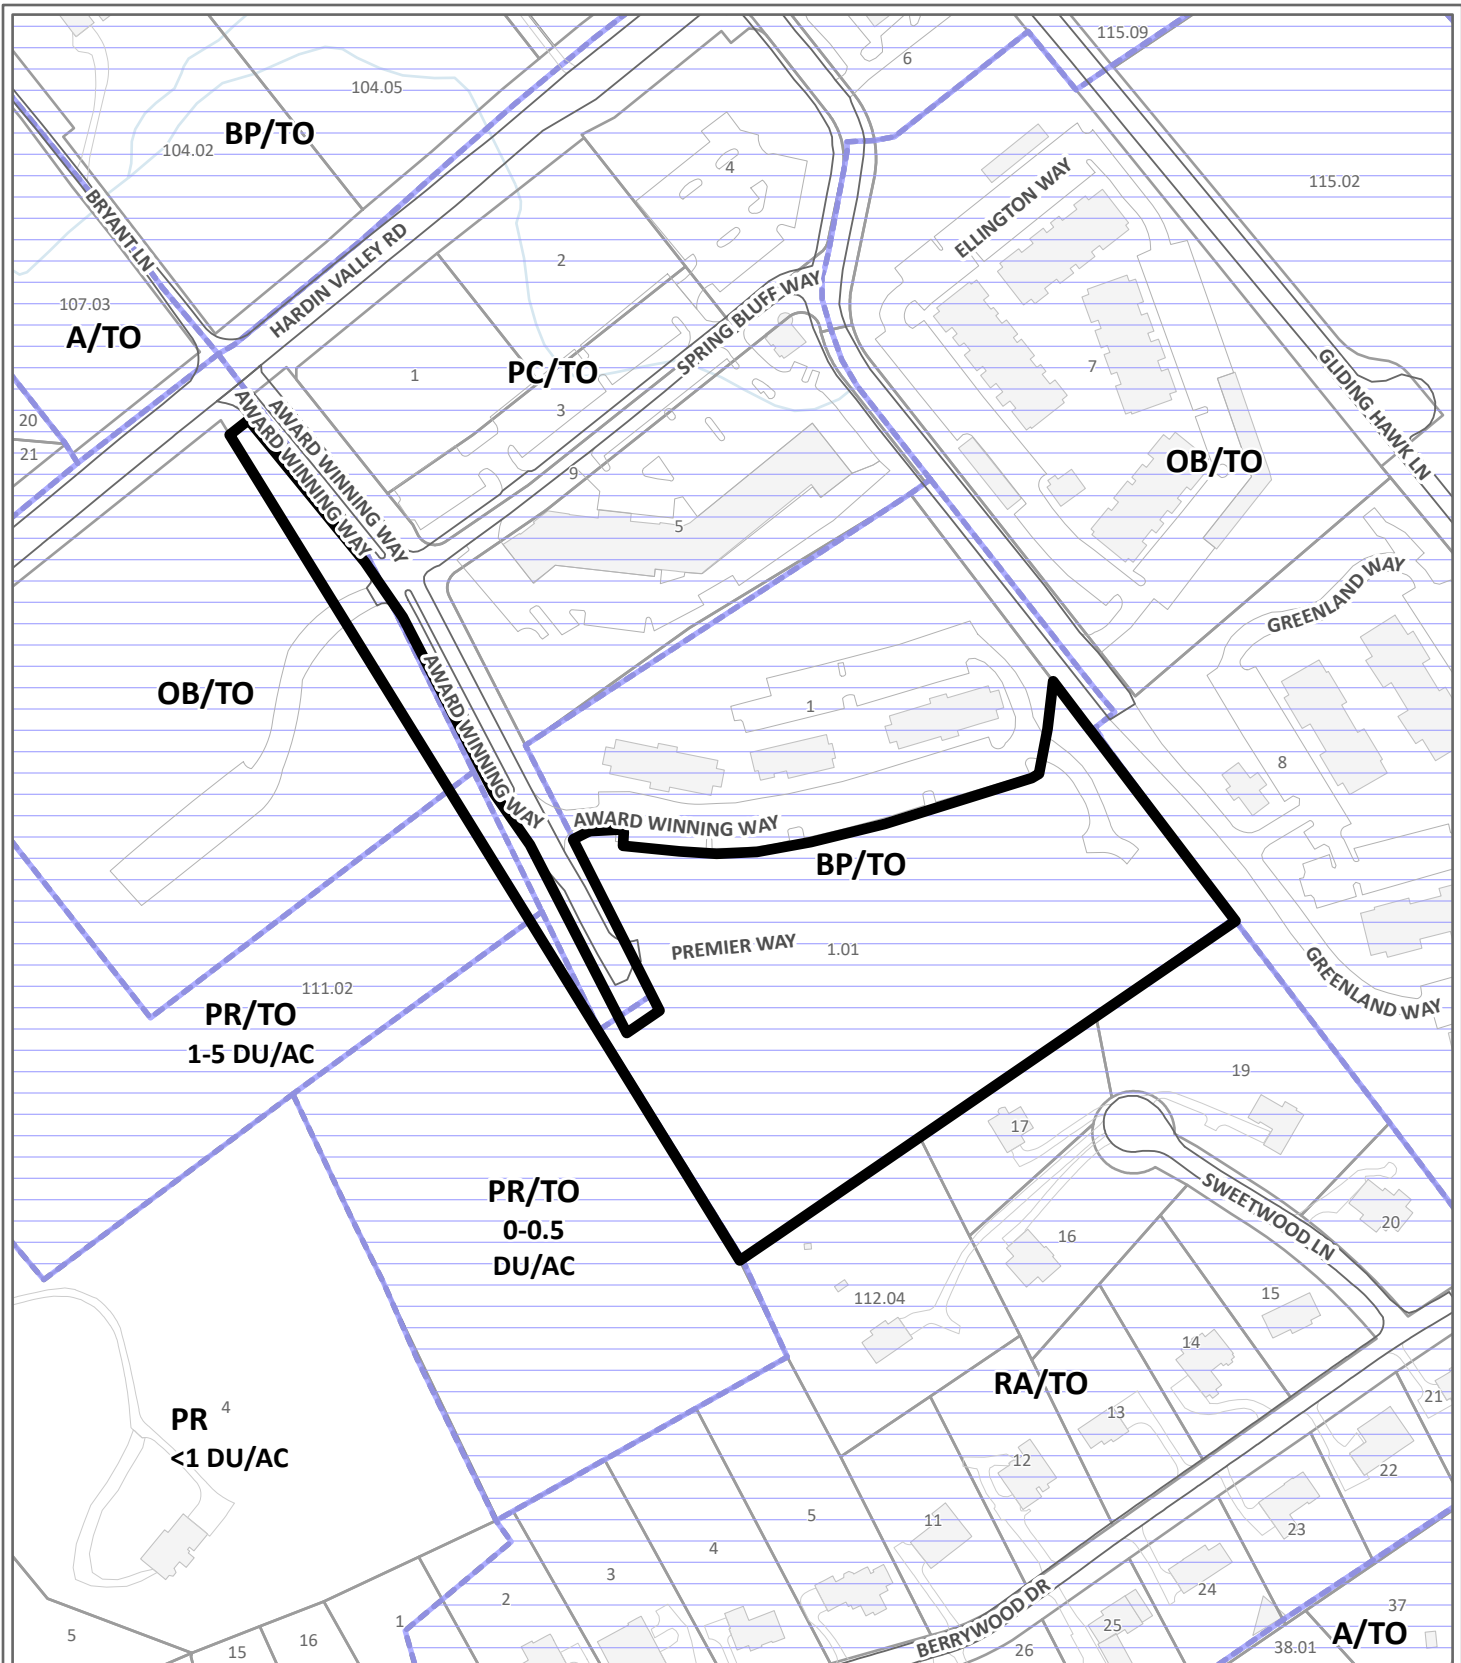 115.09
6
104.05
BP/TO
104.02
4
115.02
ELLINGTON WAY
BRYANT LN
HARDIN VALLEY RD
2
107.03
A/TO
SPRING BLUFF WAY
PC/TO
1
7
GLIDING HAWK LN
3
20
AWARD WINNING WAY
AWARD WINNING WAY
21
9
OB/TO
5
GREENLAND WAY
OB/TO
AWARD WINNING WAY
1
8
AWARD WINNING WAY
BP/TO
PREMIER WAY
1.01
GREENLAND WAY
111.02
PR/TO
1-5 DU/AC
19
17
PR/TO
0-0.5
DU/AC
SWEETWOOD LN
16
20
112.04
15
14
RA/TO
21
PR
4
<1 DU/AC
13
12
22
5
11
23
4
3
24
2
BERRYWOOD DR
37
1
25
A/TO
5
15
16
26
38.01